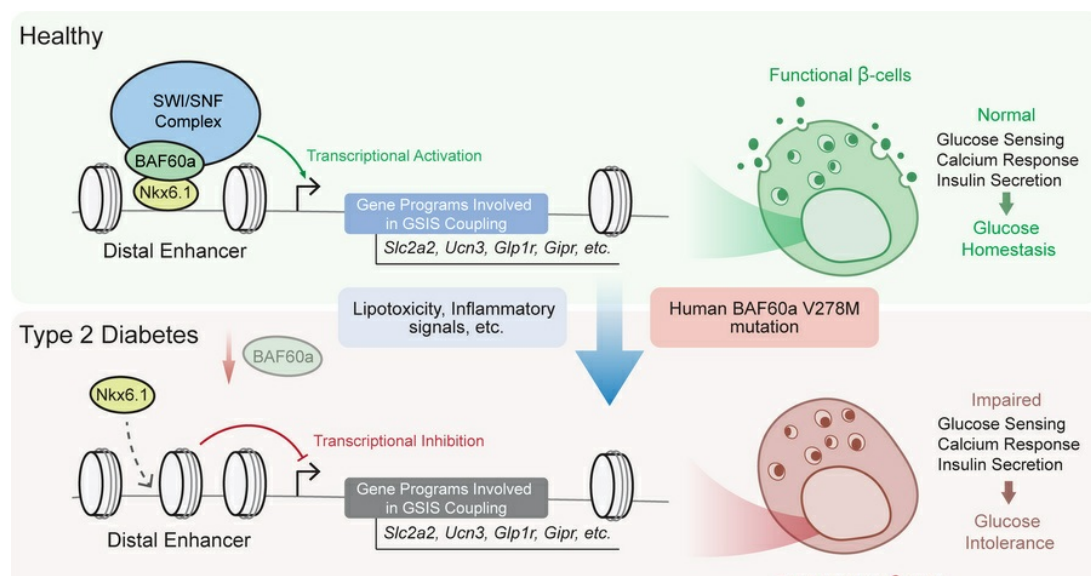 Healthy
SWI/SNF
Complex
BAF60a
Nkx6.1
Distal Enhancer
Transcriptional Activation
Gene Programs Involved
in GSIS Coupling
Slc2a2, Ucn3, Glp1r, Gipr, etc.
Functional β-cells
Normal
Glucose Sensing
Calcium Response
Insulin Secretion
Glucose
Homestasis
Lipotoxicity, Inflammatory
signals, etc.
Human BAF60a V278M
mutation
Type 2 Diabetes
BAF60a
Nkx6.1
Distal Enhancer
Transcriptional Inhibition
Gene Programs Involved
in GSIS Coupling
Slc2a2, Ucn3, Glp1r, Gipr, etc.
Impaired
Glucose Sensing
Calcium Response
Insulin Secretion
Glucose
Intolerance